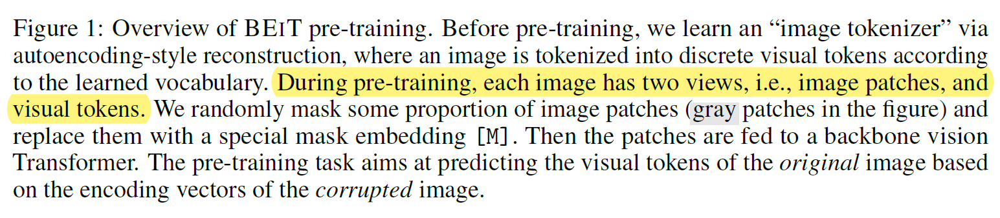 Figure 1: Overview of BEIT pre-training. Before pre-training, we learn an “image tokenizer” via
autoencoding-style reconstruction, where an image is tokenized into discrete visual tokens according
to the learned vocabulary. During pre-training, each image has two views, i.e., image patches, and
visual tokens. We randomly mask some proportion of image patches (gray patches in the figure) and
replace them with a special mask embedding [M]. Then the patches are fed to a backbone vision
Transformer. The pre-training task aims at predicting the visual tokens of the original image based
on the encoding vectors of the corrupted image.